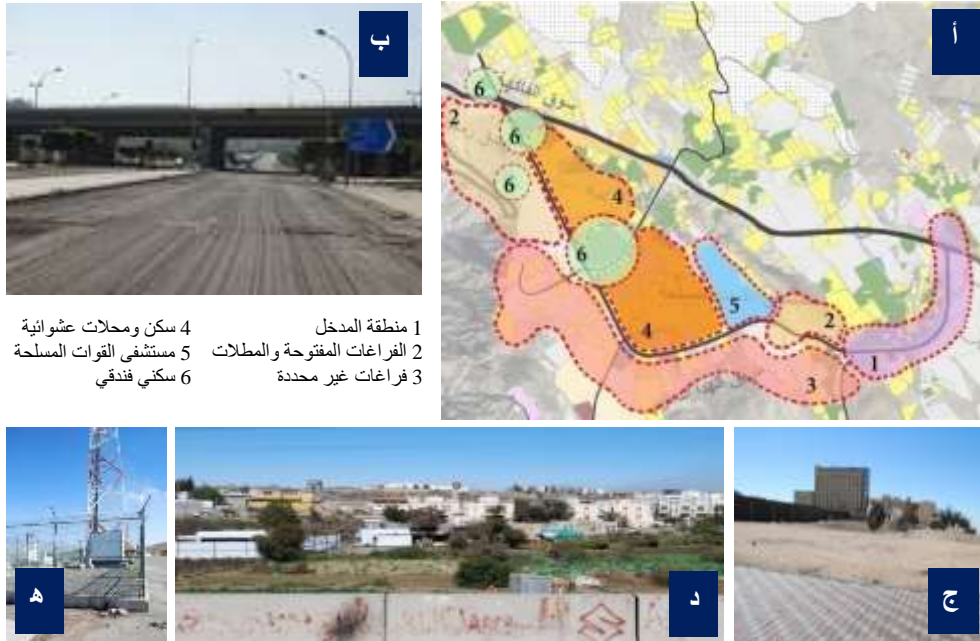 ب
أ
سوق
6
2
6
6
4
6
5
4
2
1
3
1 منطقة المدخل
2 الفراغات المفتوحة والمطلات
3 فراغات غير محددة
4 سكن ومحلات عشوائية
5 مستشفى القوات المسلحة
6 سكني فندقي
ه
د
ج